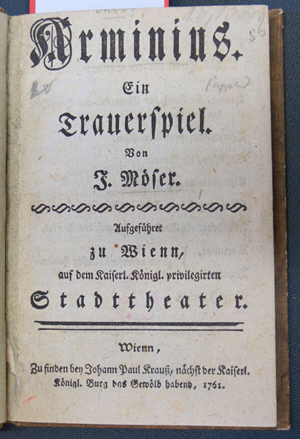 Arminius.
Ein
Trauerspiel.
Von
J. Möser.
Aufgeführet
zu Wienn,
auf dem Kaiserl. Königl. privilegirten
Stadttheater.
Wienn,
Zu finden bey Johann Paul Krauß, nächst der Kaiserl.
Königl. Burg das Gewölb habend, 1761.